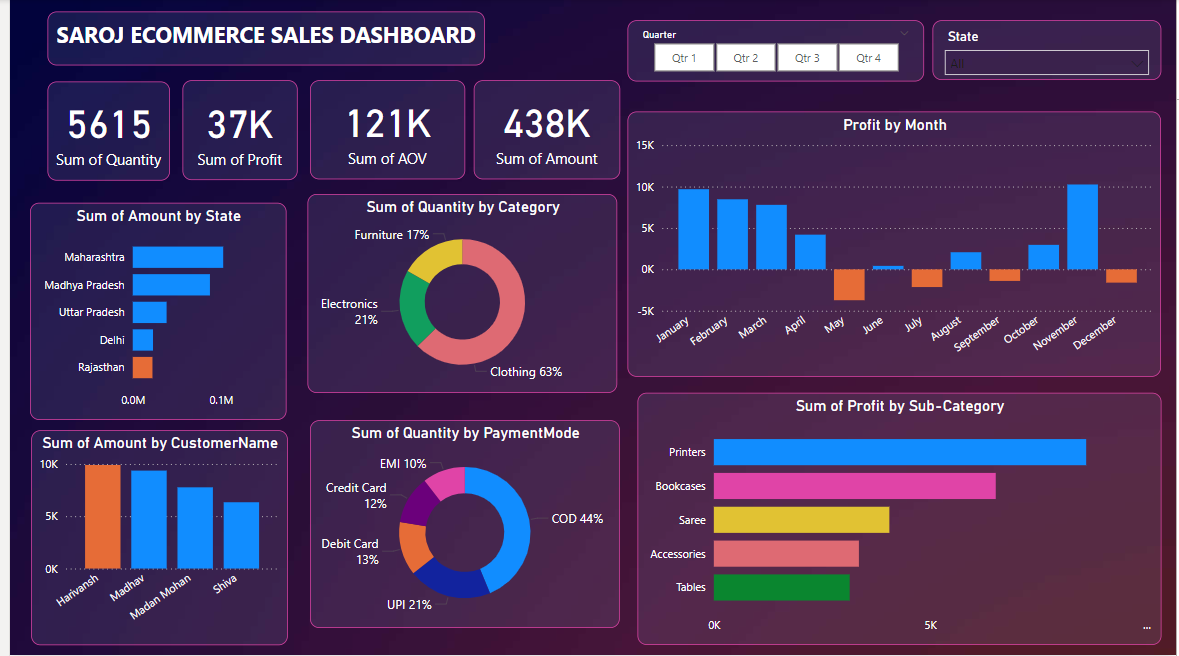 SAROJ ECOMMERCE SALES DASHBOARD
Quarter
Qtr 1 Qtr 2 Qtr 3 Qtr 4
State
All
5615
Sum of Quantity
37K
Sum of Profit
121K
Sum of AOV
438K
Sum of Amount
Profit by Month
15K
10K
5K
0K
-5K
January February March April May June July August September October November December
Sum of Amount by State
Maharashtra
Madhya Pradesh
Uttar Pradesh
Delhi
Rajasthan
0.0M 0.1M
Sum of Quantity by Category
Furniture 17%
Electronics
21%
Clothing 63%
Sum of Amount by CustomerName
10K
5K
0K
Harivansh Madhav Madan Mohan Shiva
Sum of Quantity by PaymentMode
EMI 10%
Credit Card
12%
COD 44%
Debit Card
13%
UPI 21%
Sum of Profit by Sub-Category
Printers
Bookcases
Saree
Accessories
Tables
0K 5K ...